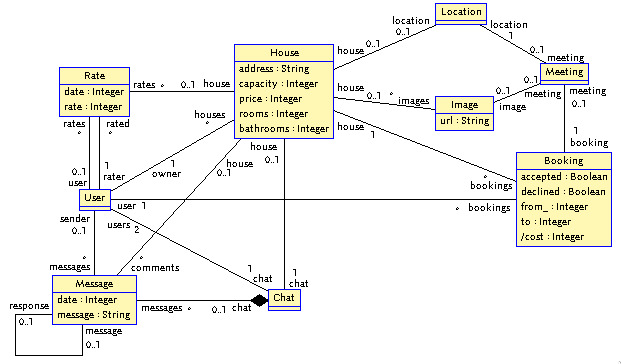 Location
location
0..1
location
1
House
address : String
capacity : Integer
price : Integer
rooms : Integer
bathrooms : Integer
house
0..1
0..1
meeting
Meeting
Rate
date : Integer
rate : Integer
rates *
0..1 house
house
0..1 *
images
Image
url : String
0..1
image
0..1
meeting
meeting
0..1
rates
*
rated
*
houses
*
house
1
1
booking
Booking
accepted : Boolean
declined : Boolean
from_ : Integer
to : Integer
/cost : Integer
0..1
user
1
rater
1
owner
house
0..1
0..1
*
bookings
User
user 1
* bookings
sender
0..1
users
2
*
messages
*
comments
1
chat
1
chat
Message
date : Integer
message : String
messages *
0..1 chat
Chat
response
0..1
message
0..1